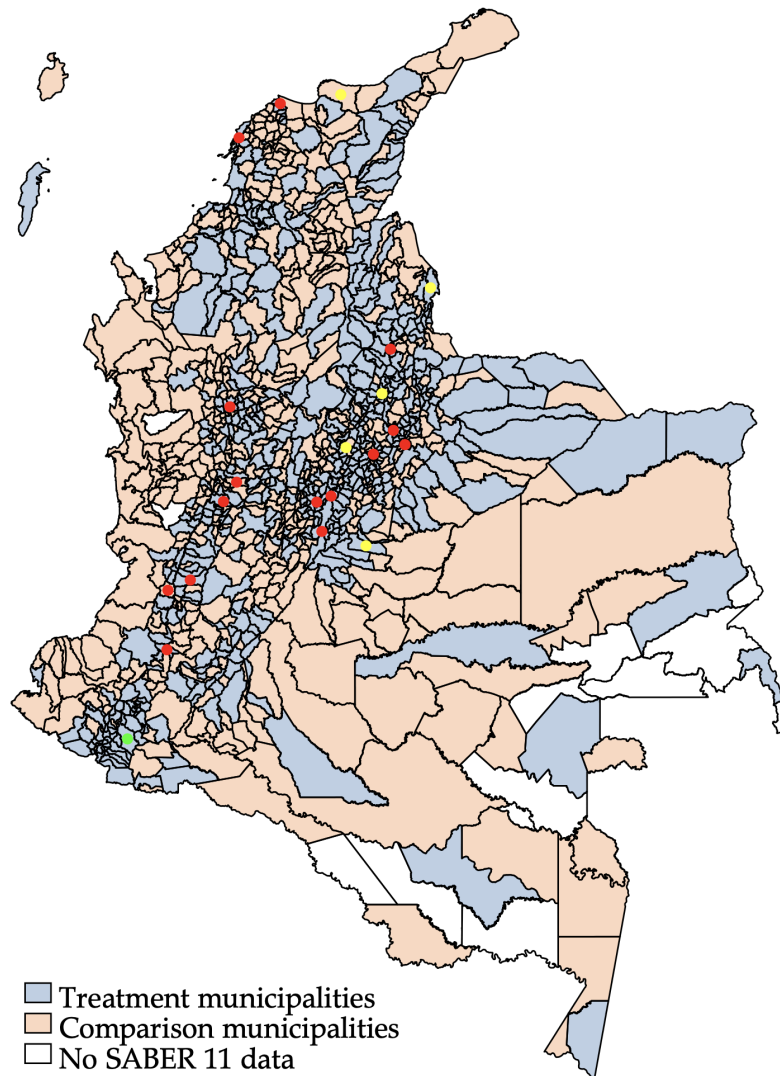 Treatment municipalities
Comparison municipalities
No SABER 11 data